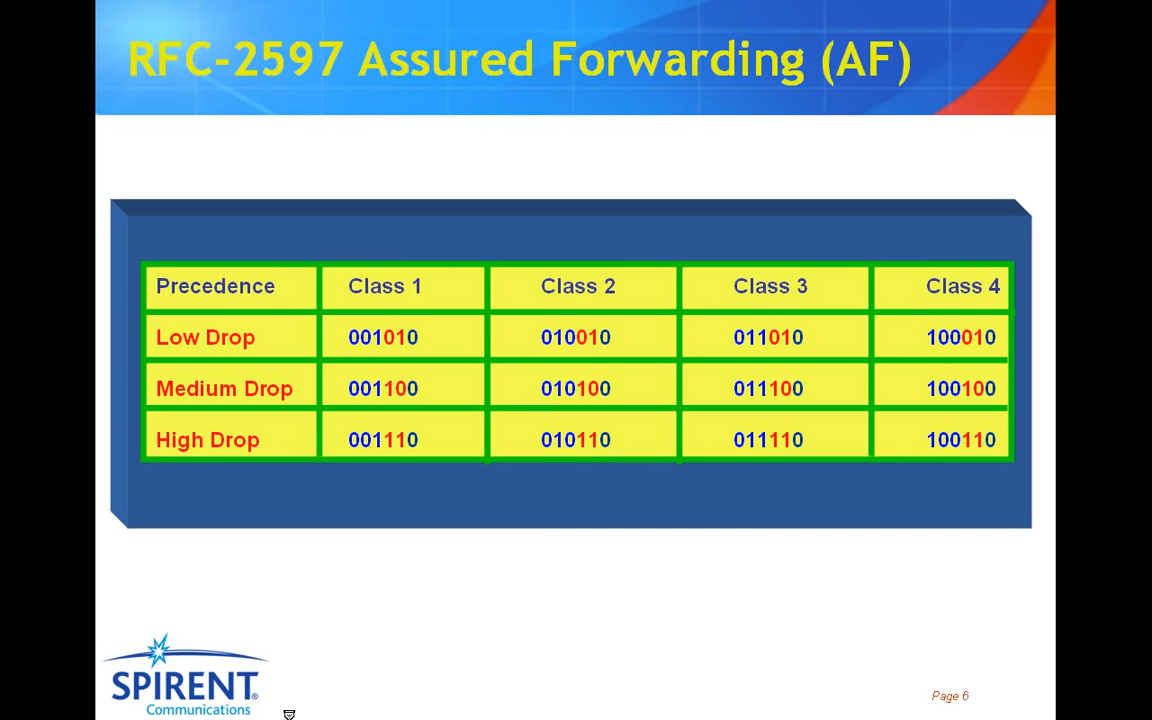 RFC-2597 Assured Forwarding (AF)
Precedence Class 1 Class 2 Class 3 Class 4
Low Drop 001010 010010 011010 100010
Medium Drop 001100 010100 011100 100100
High Drop 001110 010110 011110 100110
SPIRENT®
Communications
Page 6